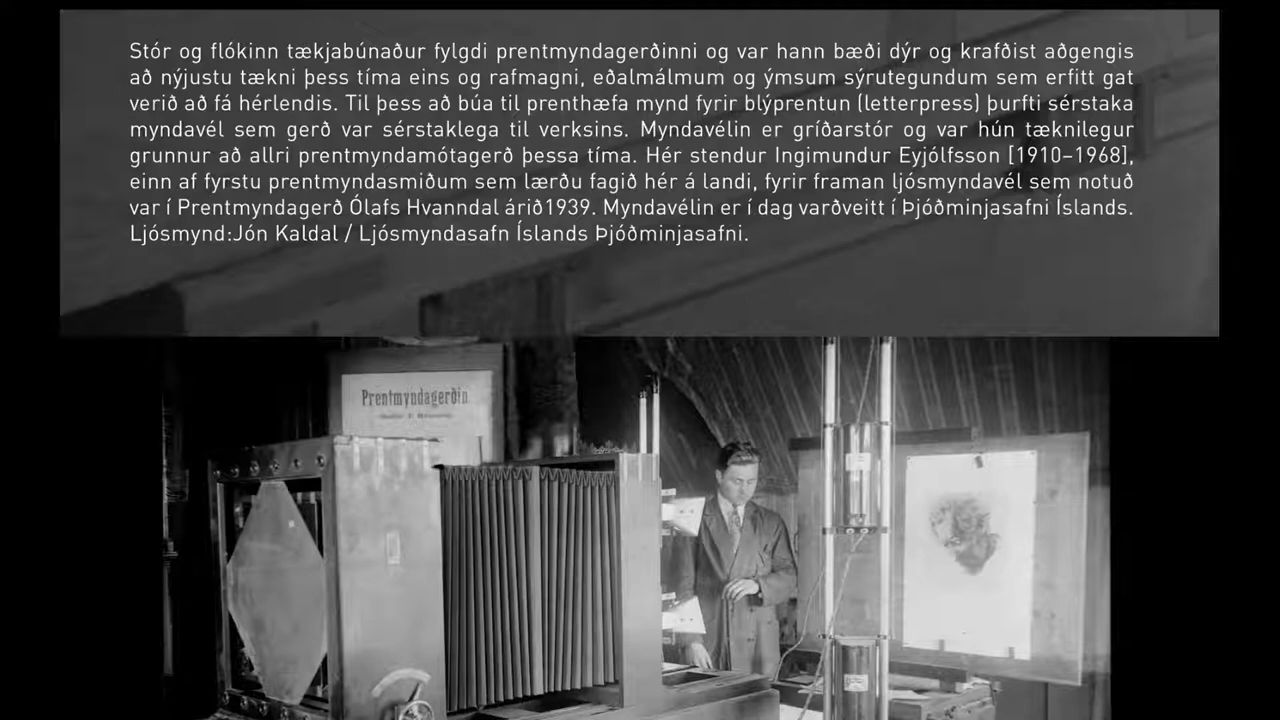 Stór og flókinn tækjabúnaður fylgdi prentmyndagerðinni og var hann bæði dýr og krafðist aðgengis
að nýjustu tækni þess tíma eins og rafmagni, eðalmálmum og ýmsum sýrutegundum sem erfitt gat
verið að fá hérlendis. Til þess að búa til prenthæfa mynd fyrir blýprentun (letterpress) þurfti sérstaka
myndavél sem gerð var sérstaklega til verksins. Myndavélin er gríðarstór og var hún tæknilegur
grunnur að allri prentmyndamótagerð þessa tíma. Hér stendur Ingimundur Eyjólfsson [1910–1968],
einn af fyrstu prentmyndasmiðum sem lærðu fagið hér á landi, fyrir framan ljósmyndavél sem notuð
var í Prentmyndagerð Ólafs Hvanndal árið1939. Myndavélin er í dag varðveitt í Þjóðminjasafni Íslands.
Ljósmynd:Jón Kaldal / Ljósmyndasafn Íslands Þjóðminjasafni.
Prentmyndagerðin